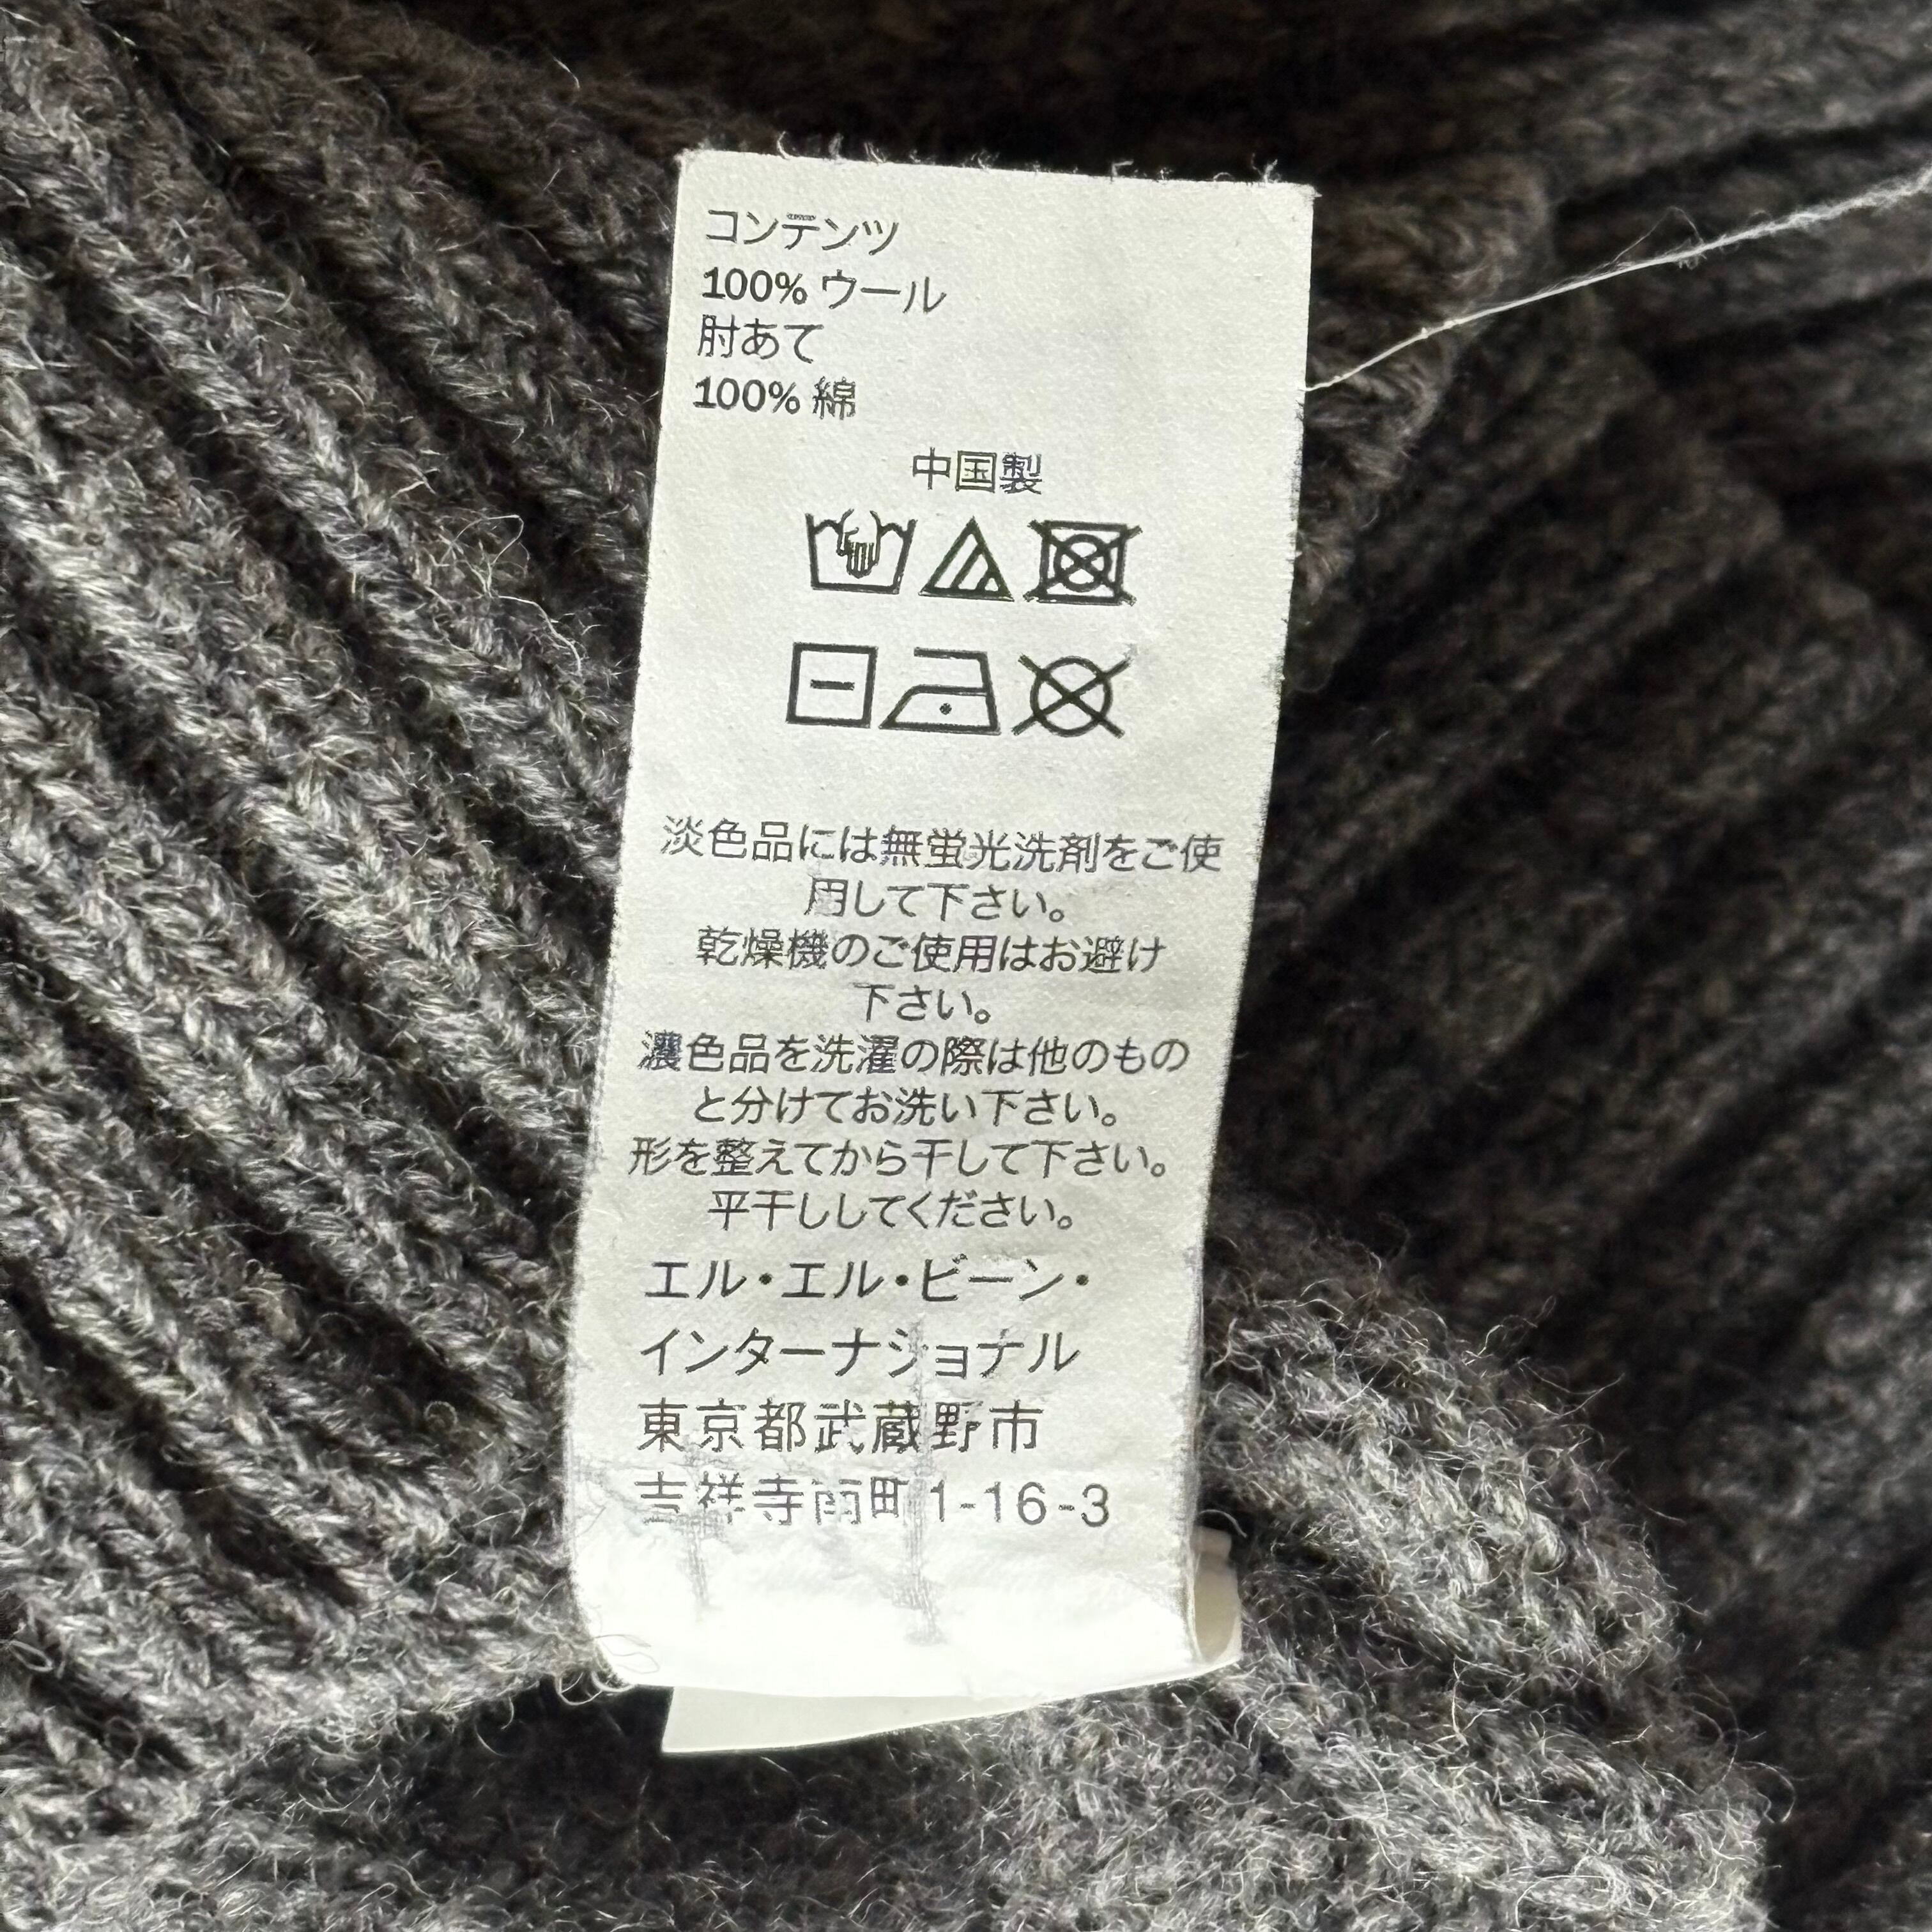 コンテンツ
100% ウール
肘あて
100% 綿
中国製
淡色品には無蛍光洗剤をご使
用して下さい。
乾燥機のご使用はお避け
下さい。
濃色品を洗濯の際は他のもの
と分けてお洗い下さい。
形を整えてから干して下さい。
平干ししてください。
エル・エル・ビーン・
インターナショナル
東京都武蔵野市
吉祥寺南町1-16-3